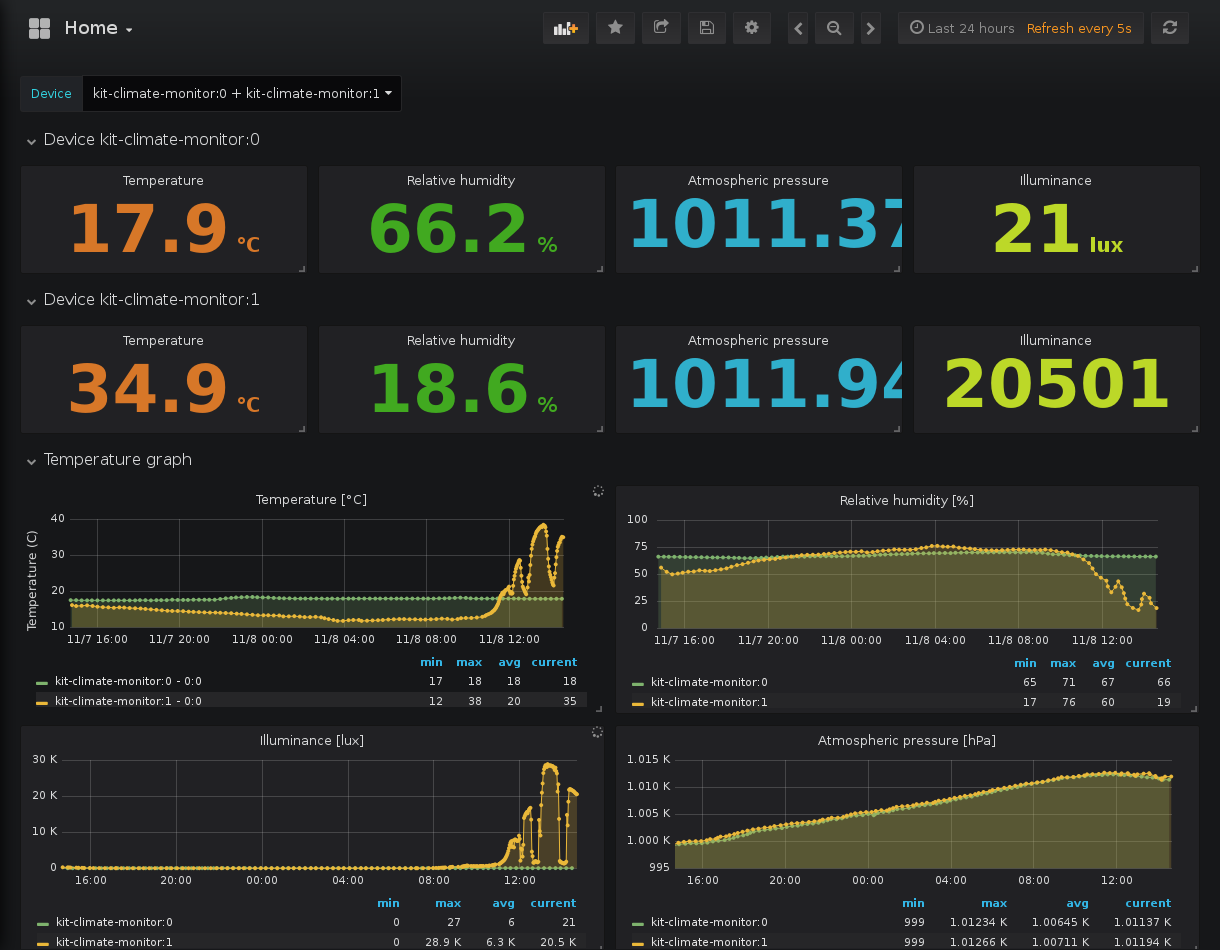 Home
Last 24 hours Refresh every 5s
Device kit-climate-monitor:0 + kit-climate-monitor:1
Device kit-climate-monitor:0
Temperature Relative humidity Atmospheric pressure Illuminance
17.9 °C 66.2 % 1011.37 21 lux
Device kit-climate-monitor:1
Temperature Relative humidity Atmospheric pressure Illuminance
34.9 °C 18.6 % 1011.94 20501
Temperature graph
Temperature [°C]
Temperature (C)
40
30
20
10
11/7 16:00 11/7 20:00 11/8 00:00 11/8 04:00 11/8 08:00 11/8 12:00
min max avg current
kit-climate-monitor:0 - 0:0 17 18 18 18
kit-climate-monitor:1 - 0:0 12 38 20 35
Relative humidity [%]
100
75
50
25
0
11/7 16:00 11/7 20:00 11/8 00:00 11/8 04:00 11/8 08:00 11/8 12:00
min max avg current
kit-climate-monitor:0 65 71 67 66
kit-climate-monitor:1 17 76 60 19
Illuminance [lux]
30 K
20 K
10 K
0
16:00 20:00 00:00 04:00 08:00 12:00
min max avg current
kit-climate-monitor:0 0 27 6 21
kit-climate-monitor:1 0 28.9 K 6.3 K 20.5 K
Atmospheric pressure [hPa]
1.015 K
1.010 K
1.005 K
1.000 K
995
16:00 20:00 00:00 04:00 08:00 12:00
min max avg current
kit-climate-monitor:0 999 1.01234 K 1.00645 K 1.01137 K
kit-climate-monitor:1 999 1.01266 K 1.00711 K 1.01194 K